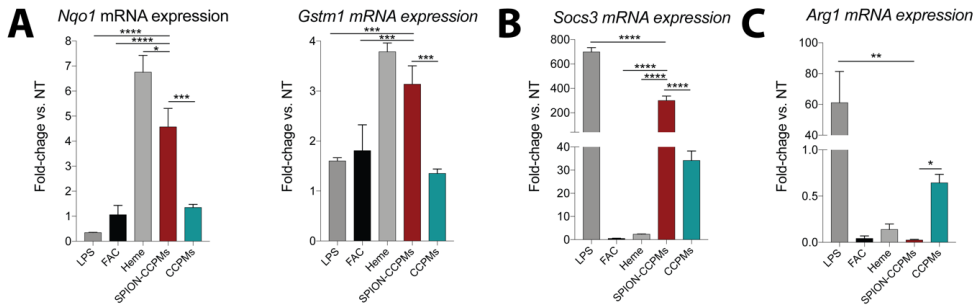 A
Nqo1 mRNA expression
Fold-chage vs. NT
8
7
6
5
4
3
2
1
0
****
****
*
***
LPS
FAC
Heme
SPION-CCPMs
CCPMs
Gstm1 mRNA expression
Fold-chage vs. NT
4
3
2
1
0
***
***
***
LPS
FAC
Heme
SPION-CCPMs
CCPMs
B
Socs3 mRNA expression
Fold-chage vs. NT
800
600
400
200
40
30
20
10
0
****
****
****
****
LPS
FAC
Heme
SPION-CCPMs
CCPMs
C
Arg1 mRNA expression
Fold-chage vs. NT
100
80
60
40
1.0
0.5
0.0
**
*
LPS
FAC
Heme
SPION-CCPMs
CCPMs